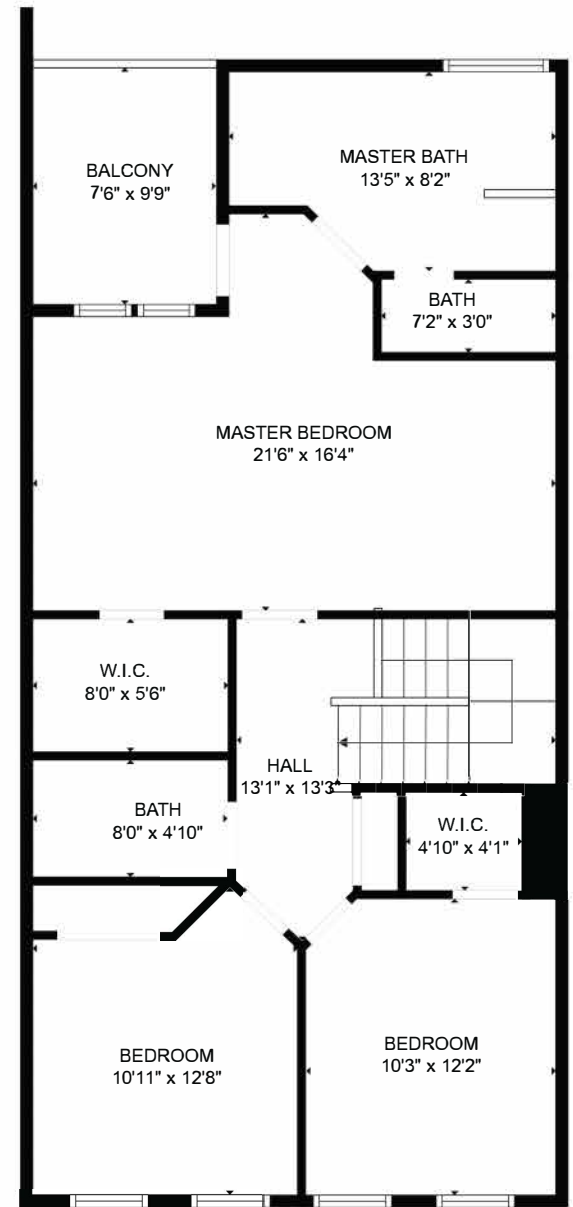 BALCONY
7'6" x 9'9"
MASTER BATH
13'5" x 8'2"
BATH
7'2" x 3'0"
MASTER BEDROOM
21'6" x 16'4"
W.I.C.
8'0" x 5'6"
HALL
13'1" x 13'3"
BATH
8'0" x 4'10"
W.I.C.
4'10" x 4'1"
BEDROOM
10'11" x 12'8"
BEDROOM
10'3" x 12'2"